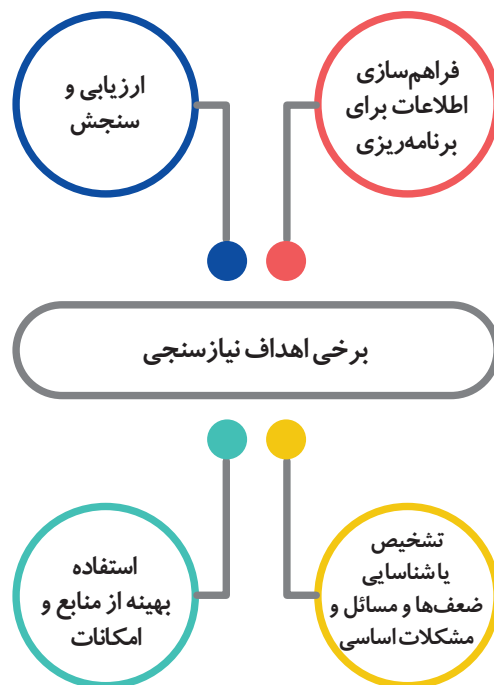 فراهم‌سازی
اطلاعات برای
برنامه‌ریزی
ارزیابی و
سنجش
برخی اهداف نیازسنجی
تشخیص
یا شناسایی
ضعف‌ها و مسائل و
مشکلات اساسی
استفاده
بهینه از منابع و
امکانات